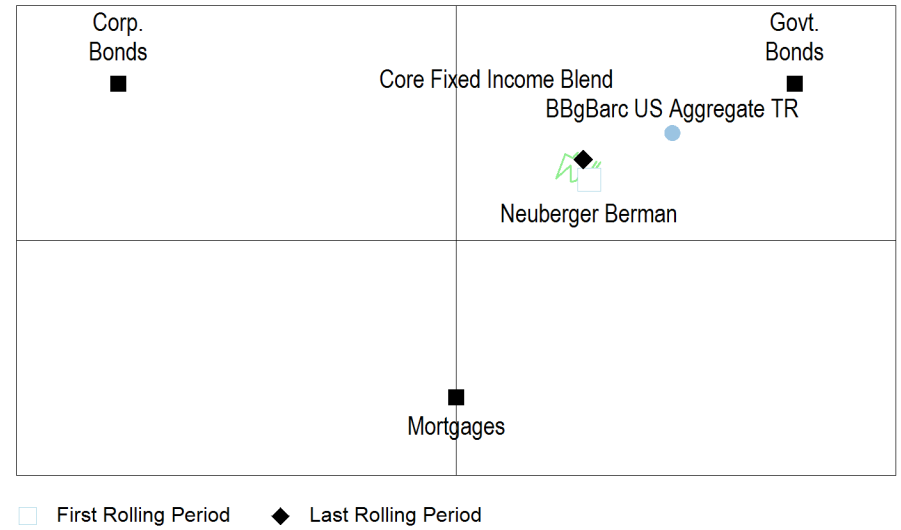 Corp.
Bonds
Govt.
Bonds
Core Fixed Income Blend
BBgBarc US Aggregate TR
Neuberger Berman
Mortgages
First Rolling Period
Last Rolling Period